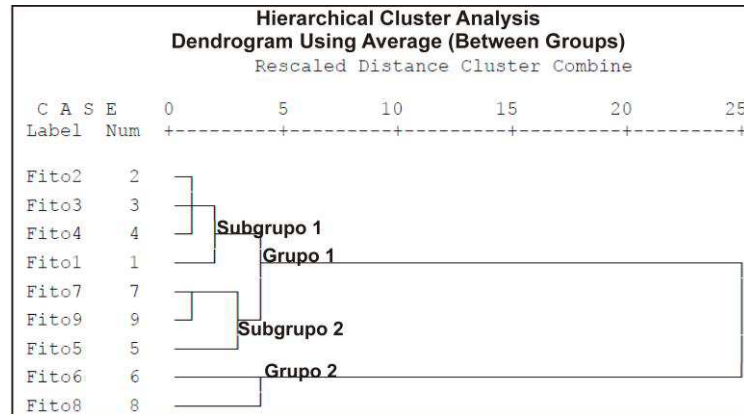 Hierarchical Cluster Analysis
Dendrogram Using Average (Between Groups)
Rescaled Distance Cluster Combine
C A S E 0 5 10 15 20 25
Label Num +---------+---------+---------+---------+---------+
Fito2 2
Fito3 3
Subgrupo 1
Fito4 4
Fito1 1 Grupo 1
Fito7 7
Fito9 9
Subgrupo 2
Fito5 5
Fito6 6 Grupo 2
Fito8 8